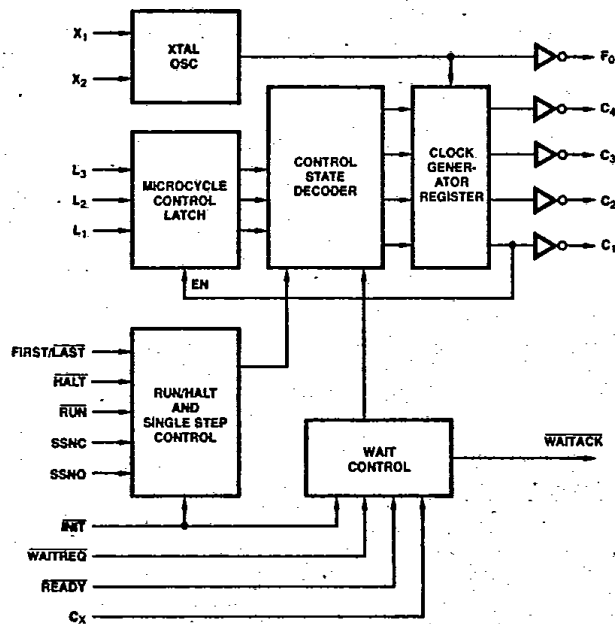 X1
X2
XTAL
OSC
F0
C4
C3
C2
C1
L3
L2
L1
MICROCYCLE
CONTROL
LATCH
CONTROL
STATE
DECODER
CLOCK
GENER-
ATOR
REGISTER
EN
FIRST/LAST
HALT
RUN
SSNC
SSNO
RUN/HALT
AND
SINGLE STEP
CONTROL
WAIT
CONTROL
WAITACK
INIT
WAITREQ
READY
CX